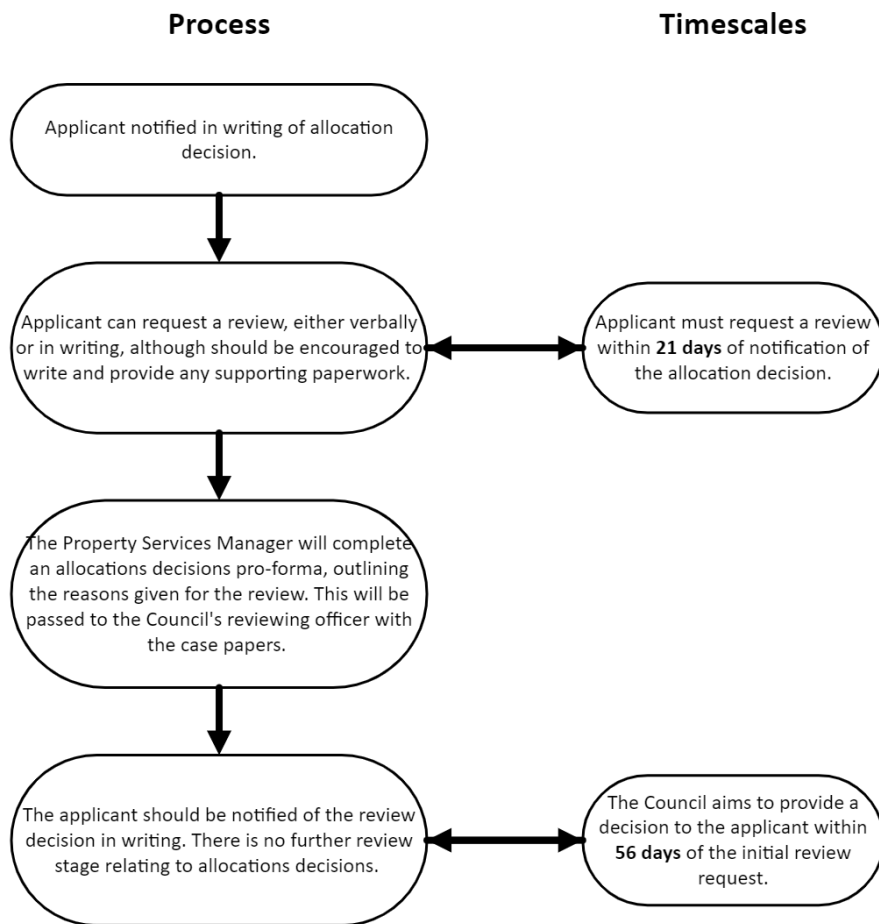 Process
Timescales
Applicant notified in writing of allocation
decision.
Applicant can request a review, either verbally
or in writing, although should be encouraged to
write and provide any supporting paperwork.
Applicant must request a review
within 21 days of notification of
the allocation decision.
The Property Services Manager will complete
an allocations decisions pro-forma, outlining
the reasons given for the review. This will be
passed to the Council's reviewing officer with
the case papers.
The applicant should be notified of the review
decision in writing. There is no further review
stage relating to allocations decisions.
The Council aims to provide a
decision to the applicant within
56 days of the initial review
request.